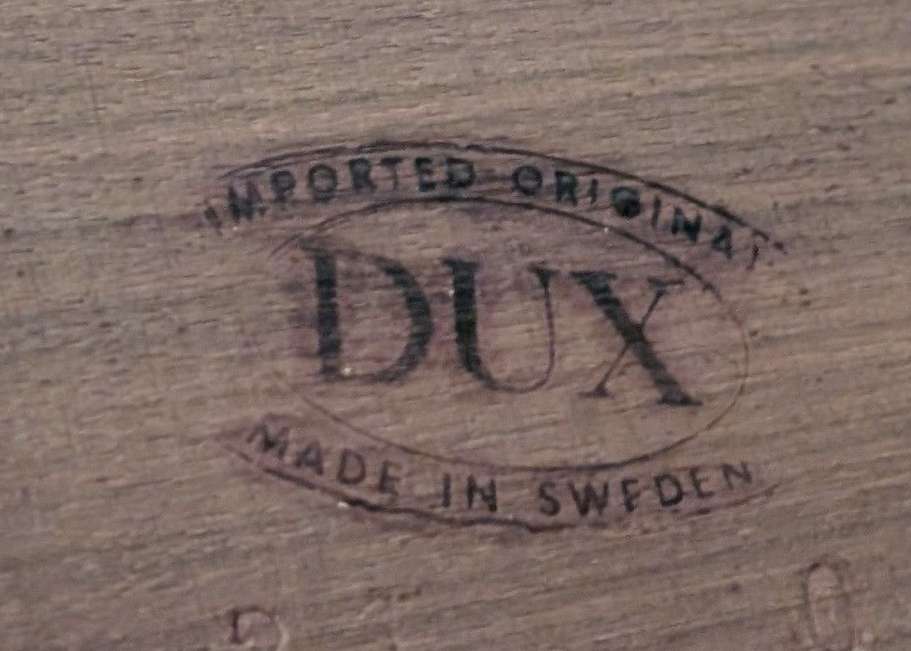 IMPORTED ORIGINAL
DUX
MADE IN SWEDEN